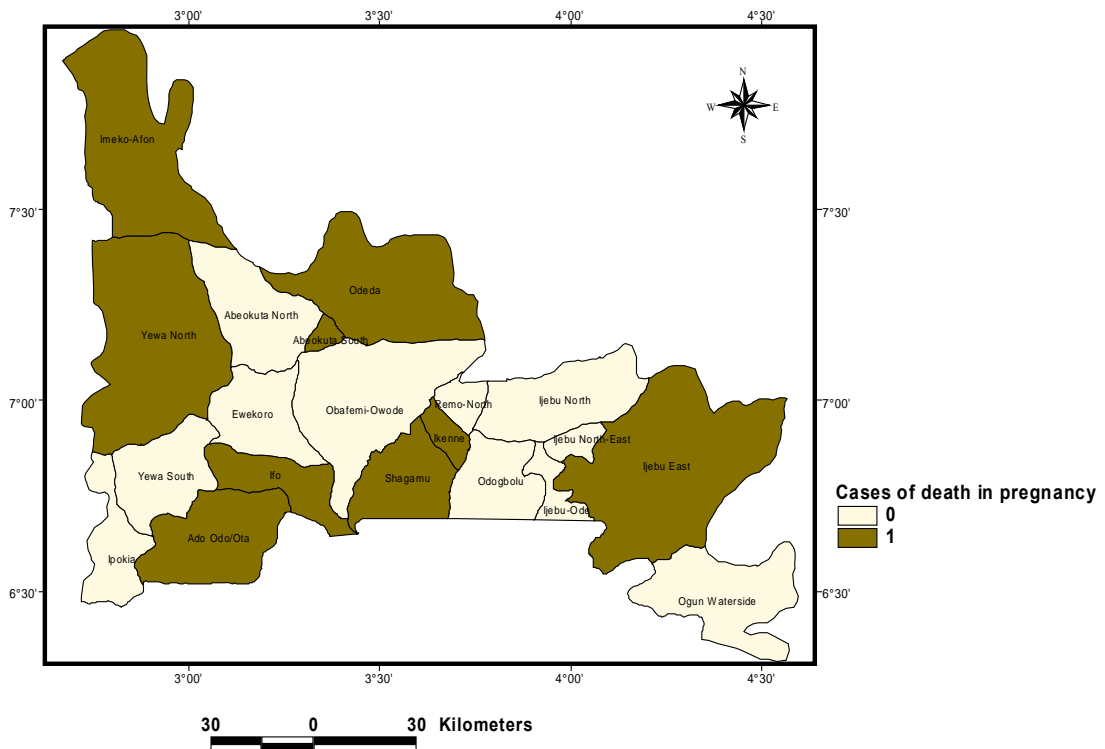 3°00' 3°30' 4°00' 4°30'
N
W E
S
Imeko-Afon
7°30' 7°30'
Odeda
Abeokuta North
Yewa North
Abeokuta South
7°00' 7°00'
Remo-North
Ijebu North
Obafemi-Owode
Ewekoro
Ikenne
Ijebu North-East
Ijebu East
Yewa South
Ifo
Shagamu
Odogbolu
Cases of death in pregnancy
Ijebu-Ode
0
1
Ado Odo/Ota
Ipokia
6°30' 6°30'
Ogun Waterside
3°00' 3°30' 4°00' 4°30'
30 0 30 Kilometers